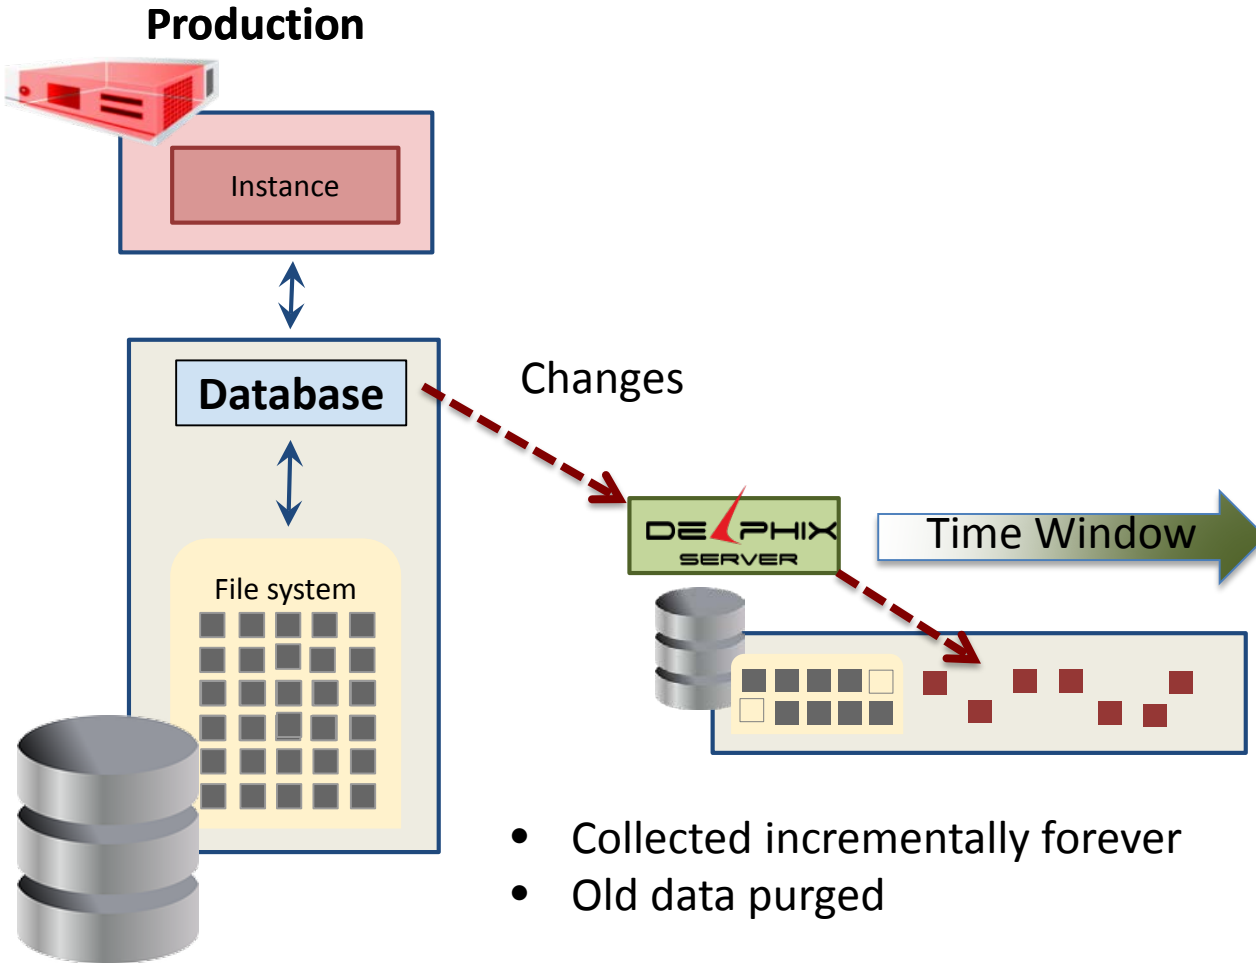 Production
Instance
Database
Changes
DELPHIX
SERVER
Time Window
File system
• Collected incrementally forever
• Old data purged